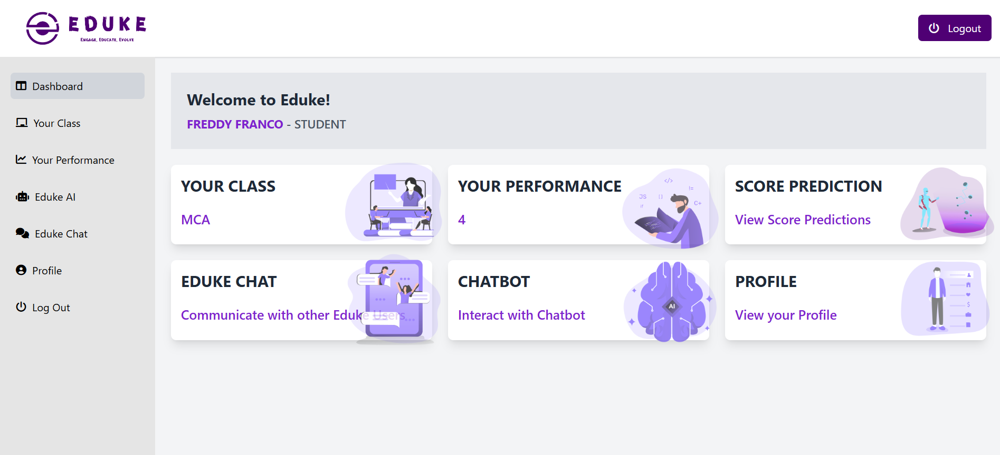 EDUKE
Engage, Educate, Evolve
Logout
Dashboard
Your Class
Your Performance
Eduke AI
Eduke Chat
Profile
Log Out
Welcome to Eduke!
FREDDY FRANCO - STUDENT
YOUR CLASS
MCA
YOUR PERFORMANCE
4
</>
!=
JS
[]
C+
if
SCORE PREDICTION
View Score Predictions
EDUKE CHAT
Communicate with other Eduke Users
CHATBOT
Interact with Chatbot
AI
PROFILE
View your Profile
$